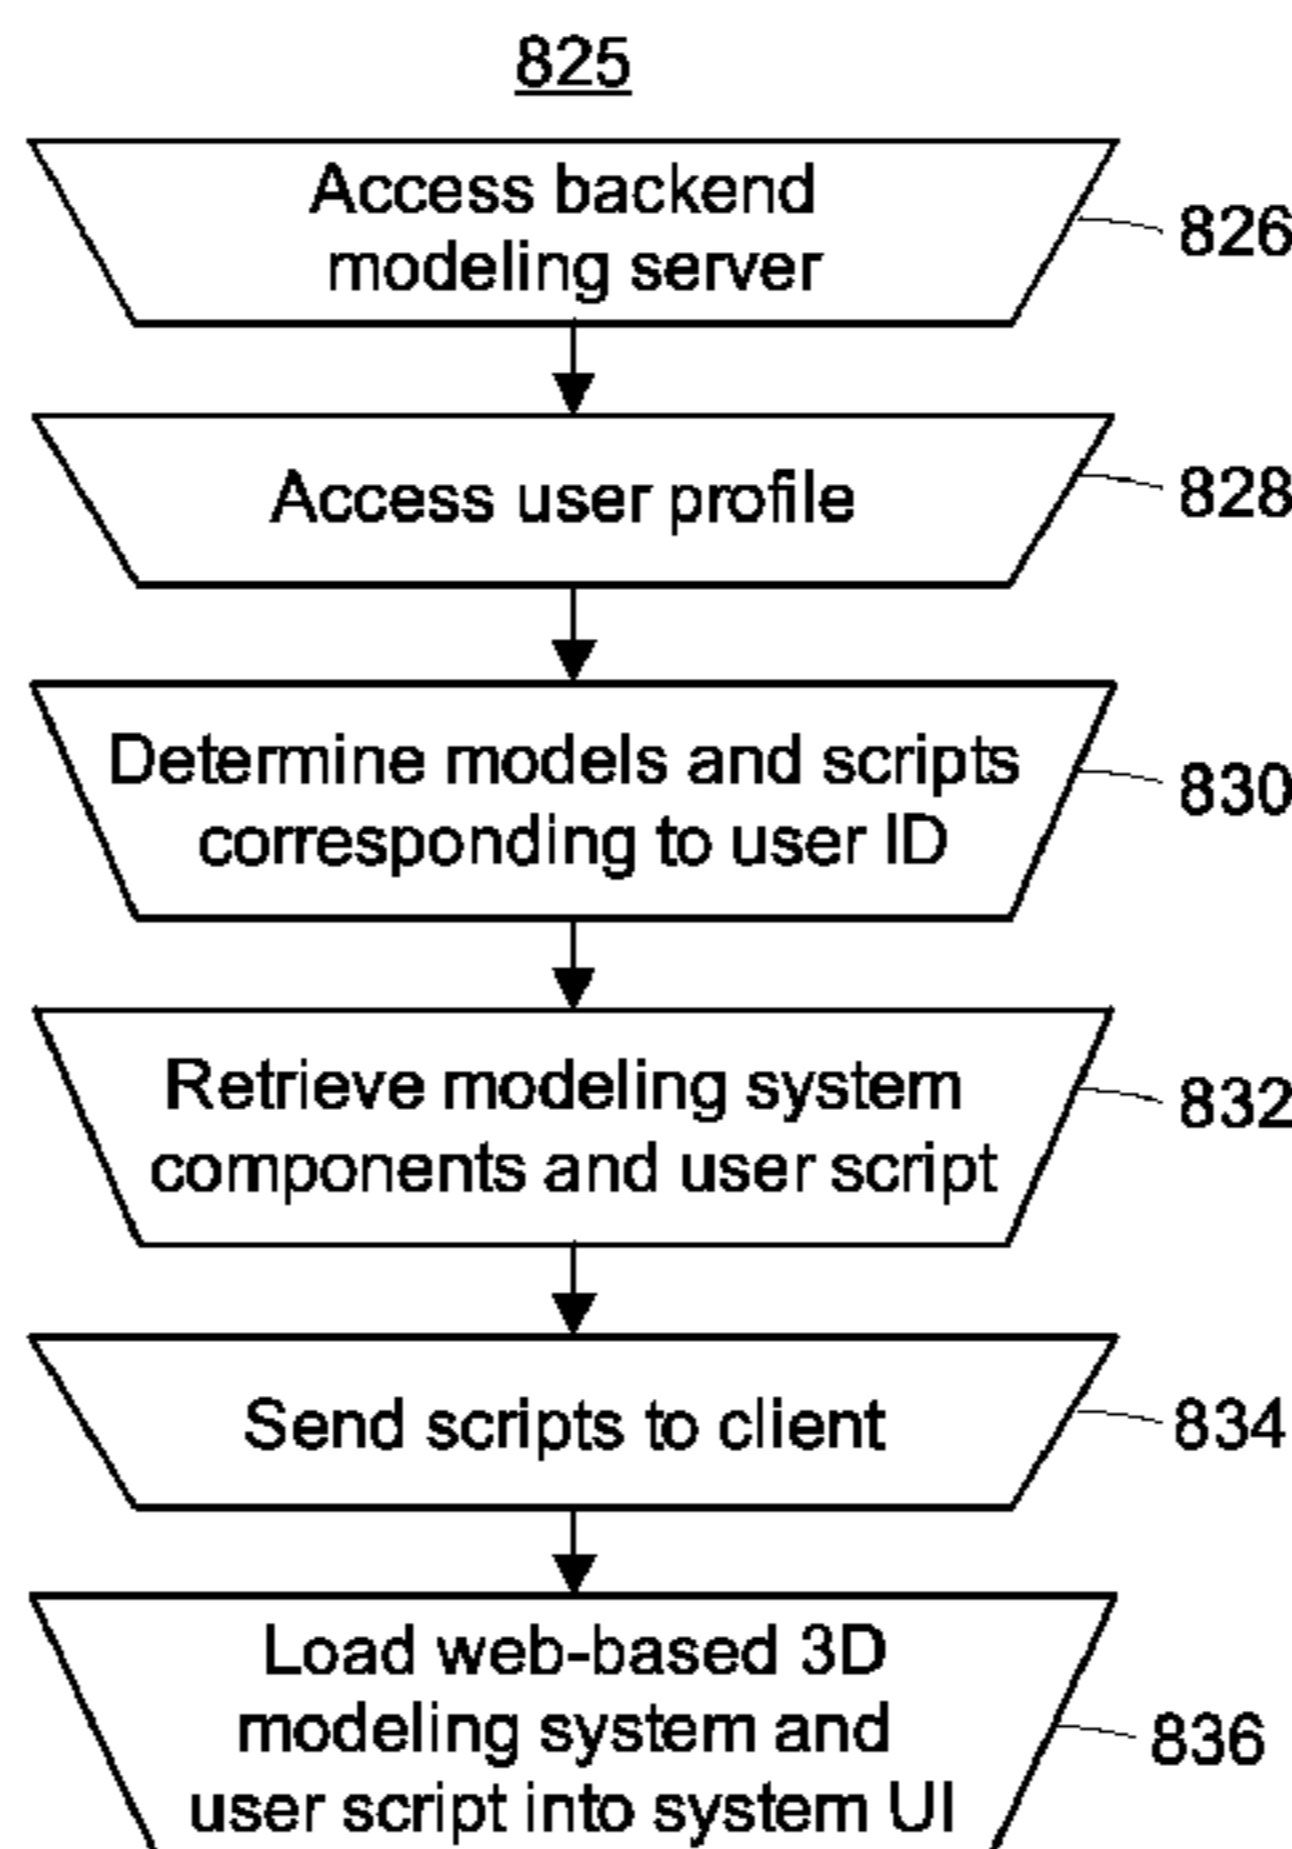 825
Access backend
modeling server
826
Access user profile
828
Determine models and scripts
corresponding to user ID
830
Retrieve modeling system
components and user script
832
Send scripts to client
834
Load web-based 3D
modeling system and
user script into system UI
836